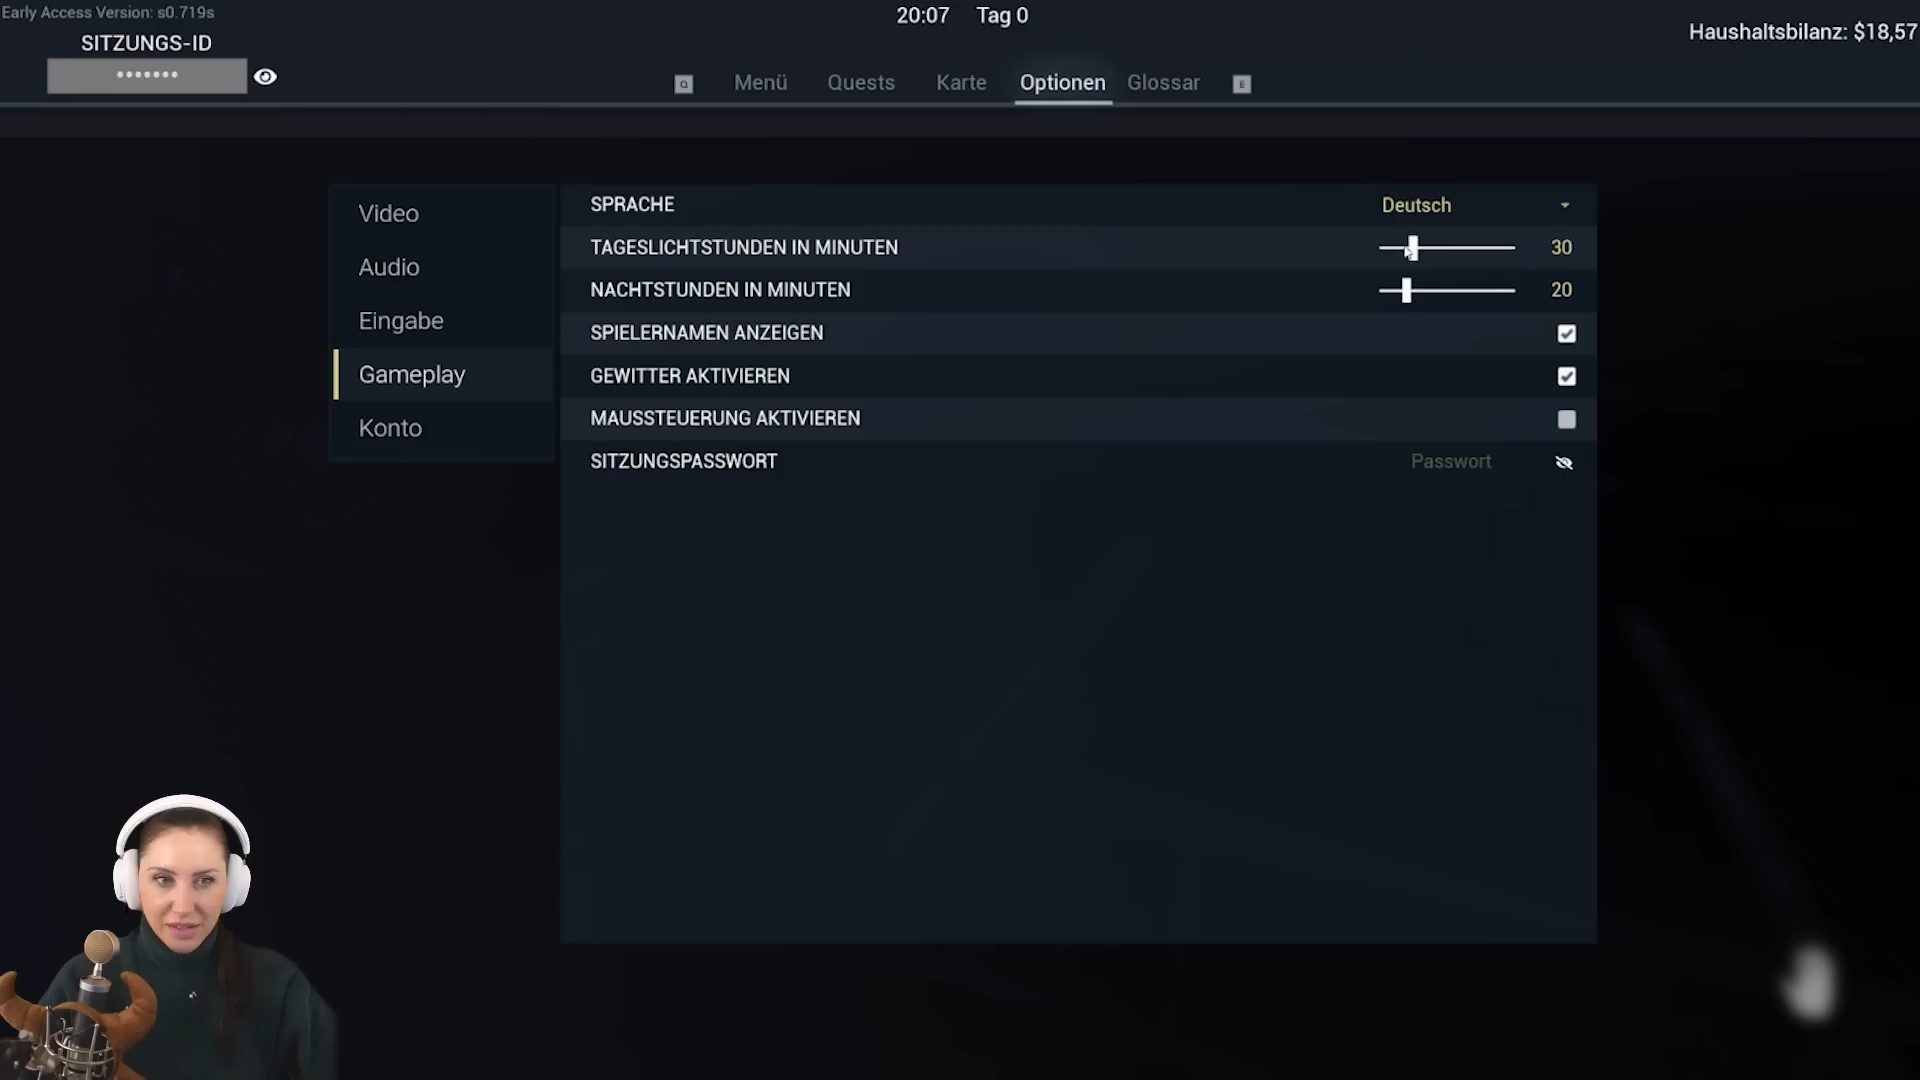 Early Access Version: s0.719s
20:07 Tag 0
Haushaltsbilanz: $18,57
SITZUNGS-ID
•••••••
Q Menü Quests Karte Optionen Glossar E
Video
Audio
Eingabe
Gameplay
Konto
SPRACHE Deutsch
TAGESLICHTSTUNDEN IN MINUTEN 30
NACHTSTUNDEN IN MINUTEN 20
SPIELERNAMEN ANZEIGEN
GEWITTER AKTIVIEREN
MAUSSTEUERUNG AKTIVIEREN
SITZUNGSPASSWORT Passwort